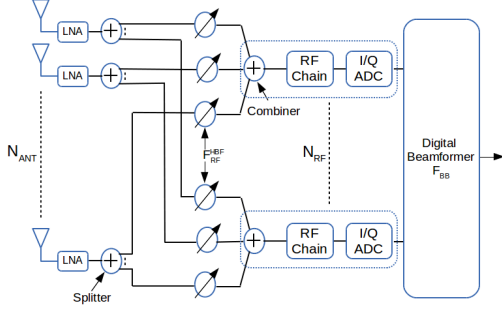 LNA
+
LNA
+
+
RF
Chain
I/Q
ADC
Combiner
N_ANT
F_RF^HBF
N_RF
Digital
Beamformer
F_BB
LNA
+
+
RF
Chain
I/Q
ADC
Splitter